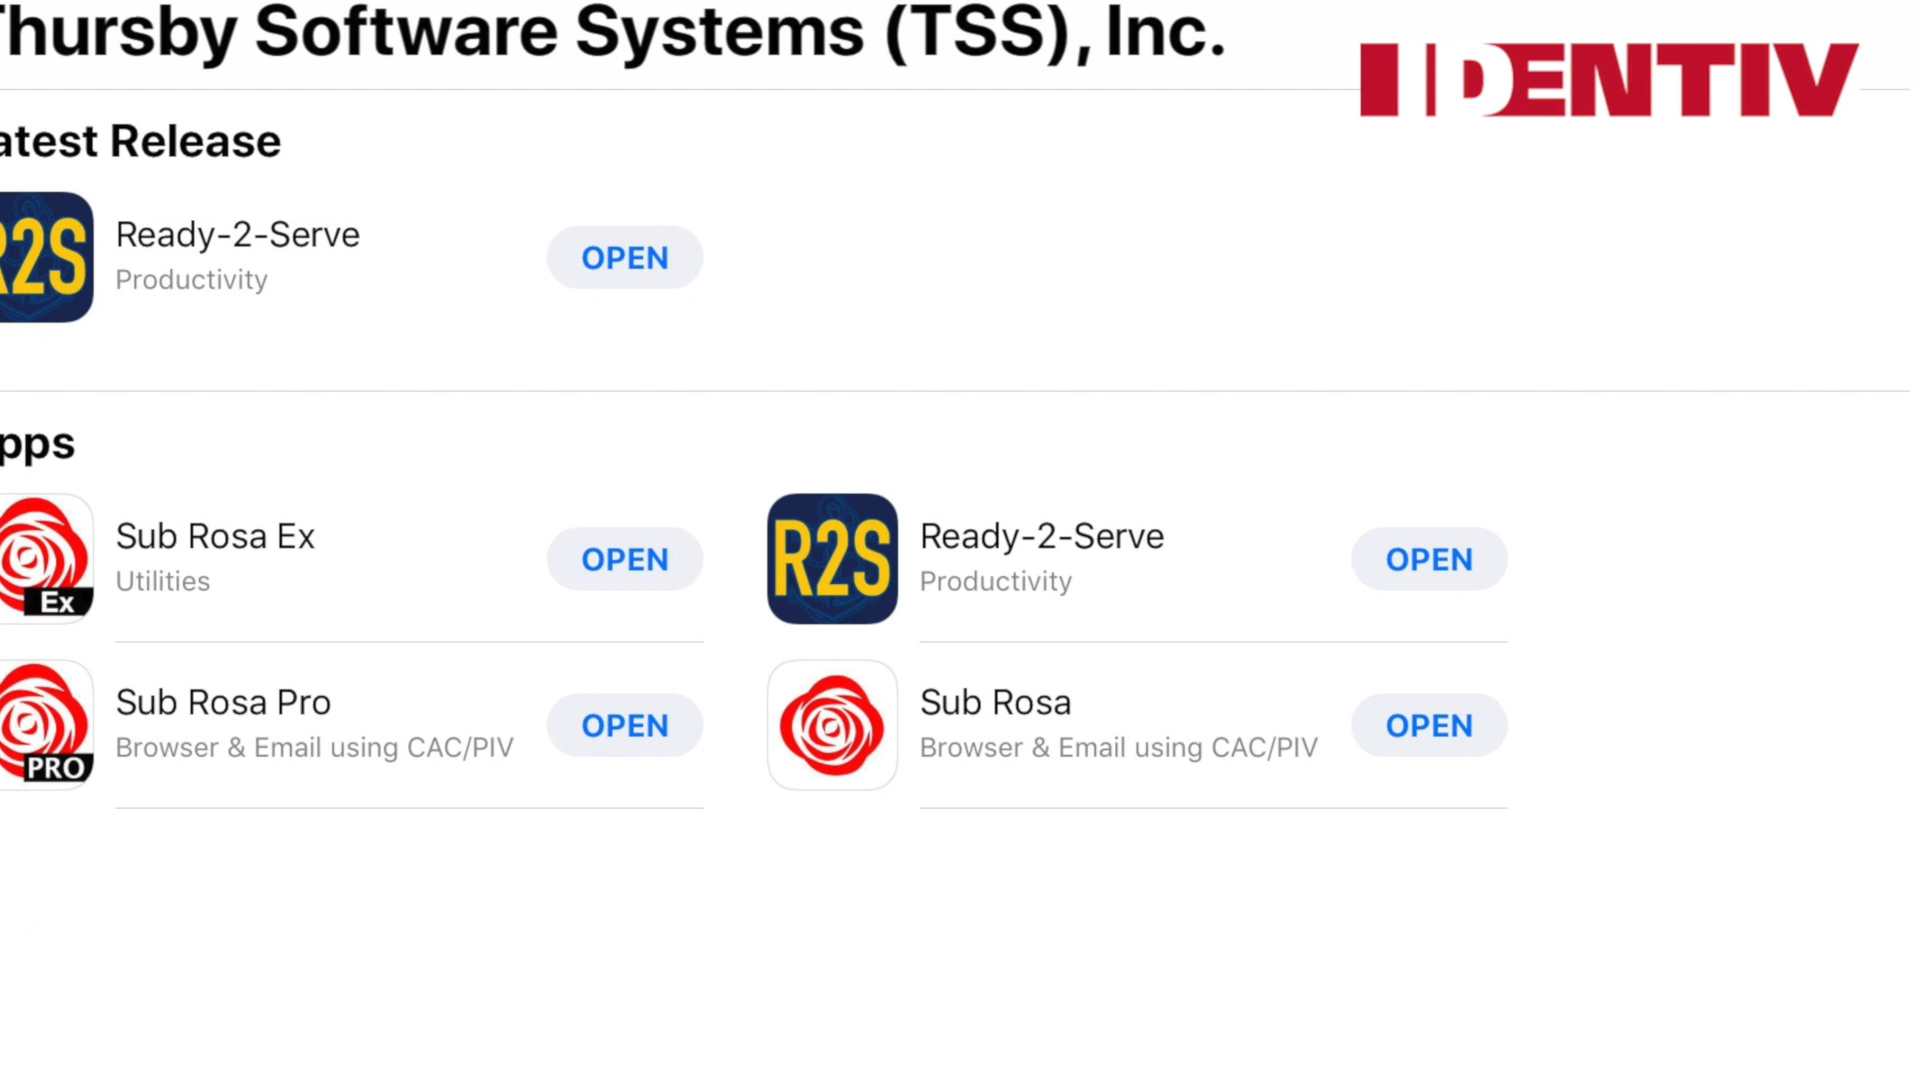 Thursby Software Systems (TSS), Inc.
IDENTIV
atest Release
R2S
Ready-2-Serve
Productivity
OPEN
pps
Ex
Sub Rosa Ex
Utilities
OPEN
R2S
Ready-2-Serve
Productivity
OPEN
PRO
Sub Rosa Pro
Browser & Email using CAC/PIV
OPEN
Sub Rosa
Browser & Email using CAC/PIV
OPEN